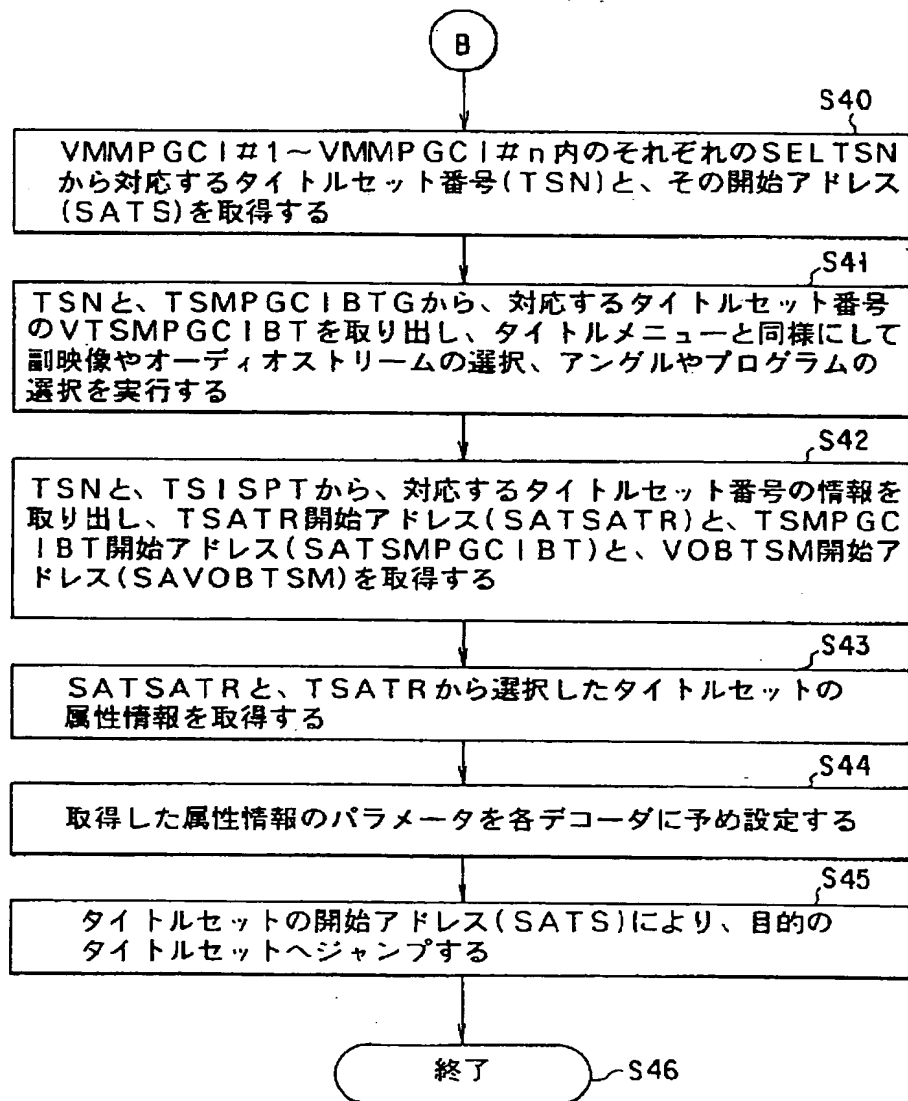 B
S40
VMMPGCI#1～VMMPGCI#n内のそれぞれのSELTSN
から対応するタイトルセット番号(TSN)と、その開始アドレス
(SATS)を取得する
S41
TSNと、TSMPGCIBTGから、対応するタイトルセット番号
のVTSMPGCIBTを取り出し、タイトルメニューと同様にして
副映像やオーディオストリームの選択、アングルやプログラムの
選択を実行する
S42
TSNと、TSISPTから、対応するタイトルセット番号の情報を
取り出し、TSATR開始アドレス(SATSATR)と、TSMPGC
IBT開始アドレス(SATSMPGCIBT)と、VOBTSM開始ア
ドレス(SAVOBTSM)を取得する
S43
SATSATRと、TSATRから選択したタイトルセットの
属性情報を取得する
S44
取得した属性情報のパラメータを各デコーダに予め設定する
S45
タイトルセットの開始アドレス(SATS)により、目的の
タイトルセットへジャンプする
終了
S46